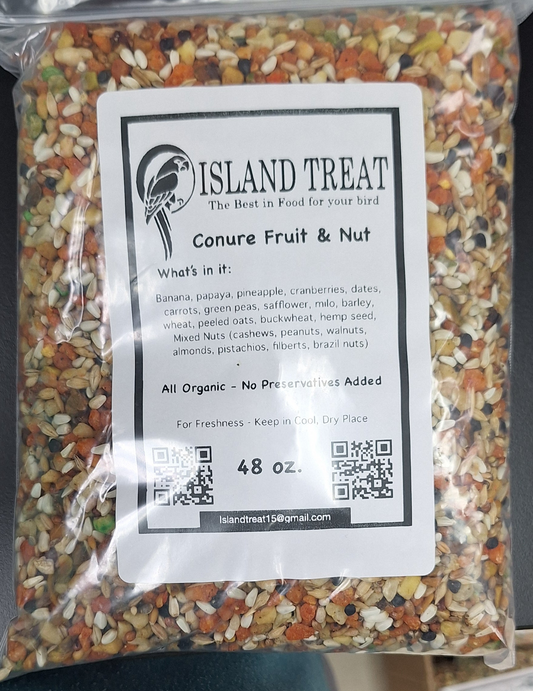 ISLAND TREAT
The Best in Food for your bird
Conure Fruit & Nut
What's in it:
Banana, papaya, pineapple, cranberries, dates,
carrots, green peas, safflower, milo, barley,
wheat, peeled oats, buckwheat, hemp seed,
Mixed Nuts (cashews, peanuts, walnuts,
almonds, pistachios, filberts, brazil nuts)
All Organic - No Preservatives Added
For Freshness - Keep in Cool, Dry Place
48 oz.
Islandtreat15@gmail.com